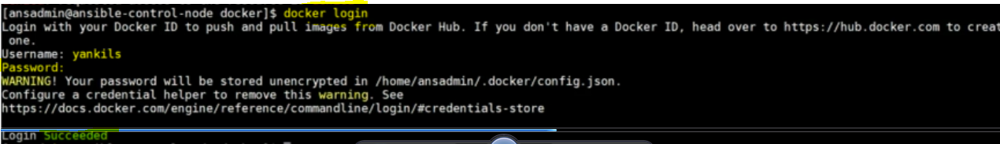 [ansadmin@ansible-control-node docker]$ docker login
Login with your Docker ID to push and pull images from Docker Hub. If you don't have a Docker ID, head over to https://hub.docker.com to creat
one.
Username: yankils
Password:
WARNING! Your password will be stored unencrypted in /home/ansadmin/.docker/config.json.
Configure a credential helper to remove this warning. See
https://docs.docker.com/engine/reference/commandline/login/#credentials-store
Login Succeeded